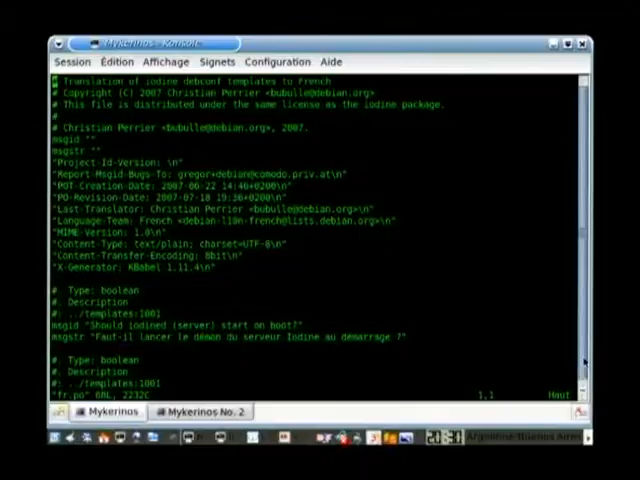 Mykerinos - Konsole
Session Édition Affichage Signets Configuration Aide
# Translation of iodine debconf templates to French
# Copyright (C) 2007 Christian Perrier <bubulle@debian.org>
# This file is distributed under the same license as the iodine package.
#
# Christian Perrier <bubulle@debian.org>, 2007.
msgid ""
msgstr ""
"Project-Id-Version: \n"
"Report-Msgid-Bugs-To: gregor+debian@comodo.priv.at\n"
"POT-Creation-Date: 2007-06-22 14:46+0200\n"
"PO-Revision-Date: 2007-07-18 19:36+0200\n"
"Last-Translator: Christian Perrier <bubulle@debian.org>\n"
"Language-Team: French <debian-l10n-french@lists.debian.org>\n"
"MIME-Version: 1.0\n"
"Content-Type: text/plain; charset=UTF-8\n"
"Content-Transfer-Encoding: 8bit\n"
"X-Generator: KBabel 1.11.4\n"
#. Type: boolean
#. Description
#: ../templates:1001
msgid "Should iodined (server) start on boot?"
msgstr "Faut-il lancer le démon du serveur Iodine au démarrage ?"
#. Type: boolean
#. Description
#: ../templates:1001
"fr.po" 68L, 2232C 1,1 Haut
Mykerinos Mykerinos No. 2
Argentine/Buenos Aires